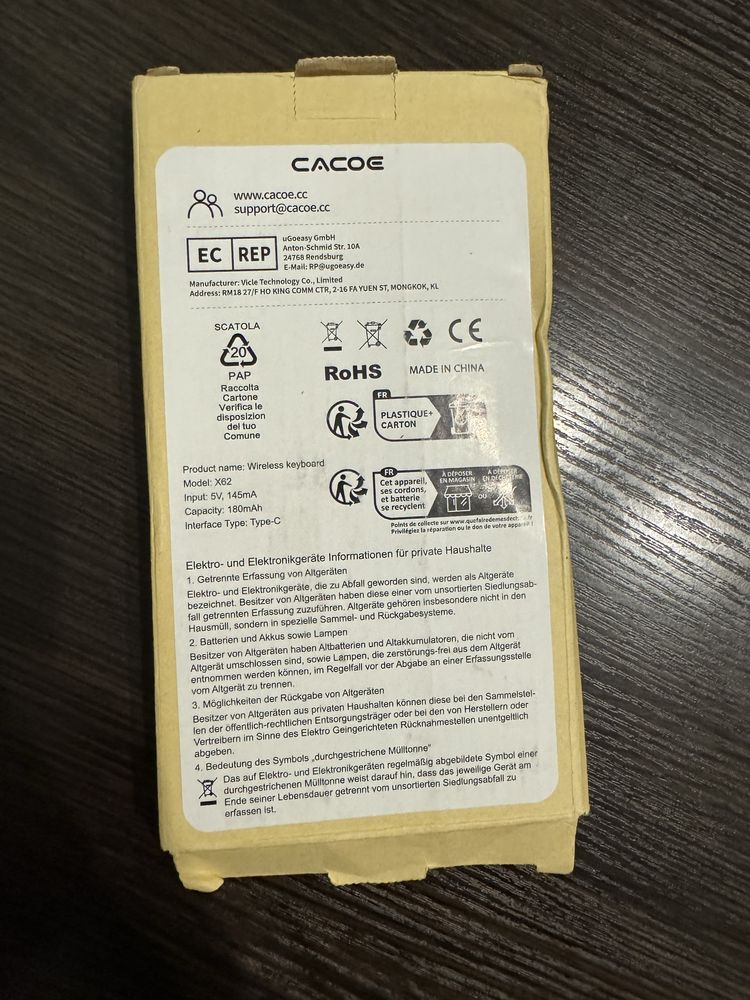 CACOE
www.cacoe.cc
support@cacoe.cc
EC REP
uGoeasy GmbH
Anton-Schmid Str. 10A
24768 Rendsburg
E-Mail: RP@ugoeasy.de
Manufacturer: Vicle Technology Co., Limited
Address: RM18 27/F HO KING COMM CTR, 2-16 FA YUEN ST, MONGKOK, KL
SCATOLA
20
PAP
Raccolta
Cartone
Verifica le
disposizion
del tuo
Comune
CE
RoHS
MADE IN CHINA
FR
PLASTIQUE+
CARTON
Product name: Wireless keyboard
Model: X62
Input: 5V, 145mA
Capacity: 180mAh
Interface Type: Type-C
FR
Cet appareil,
ses cordons,
et batterie
se recyclent
À DÉPOSER
EN MAGASIN
OU
À DÉPOSER
EN DÉCHÈTERIE
Points de collecte sur www.quefairedemesdechets.fr
Privilégiez la réparation ou le don de votre appareil !
Elektro- und Elektronikgeräte Informationen für private Haushalte
1. Getrennte Erfassung von Altgeräten
Elektro- und Elektronikgeräte, die zu Abfall geworden sind, werden als Altgeräte
bezeichnet. Besitzer von Altgeräten haben diese einer vom unsortierten Siedlungsab-
fall getrennten Erfassung zuzuführen. Altgeräte gehören insbesondere nicht in den
Hausmüll, sondern in spezielle Sammel- und Rückgabesysteme.
2. Batterien und Akkus sowie Lampen
Besitzer von Altgeräten haben Altbatterien und Altakkumulatoren, die nicht vom
Altgerät umschlossen sind, sowie Lampen, die zerstörungs-frei aus dem Altgerät
entnommen werden können, im Regelfall vor der Abgabe an einer Erfassungsstelle
vom Altgerät zu trennen.
3. Möglichkeiten der Rückgabe von Altgeräten
Besitzer von Altgeräten aus privaten Haushalten können diese bei den Sammelstel-
len der öffentlich-rechtlichen Entsorgungsträger oder bei den von Herstellern oder
Vertreibern im Sinne des Elektro Geingerichteten Rücknahmestellen unentgeltlich
abgeben.
4. Bedeutung des Symbols „durchgestrichene Mülltonne"
Das auf Elektro- und Elektronikgeräten regelmäßig abgebildete Symbol einer
durchgestrichenen Mülltonne weist darauf hin, dass das jeweilige Gerät am
Ende seiner Lebensdauer getrennt vom unsortierten Siedlungsabfall zu
erfassen ist.